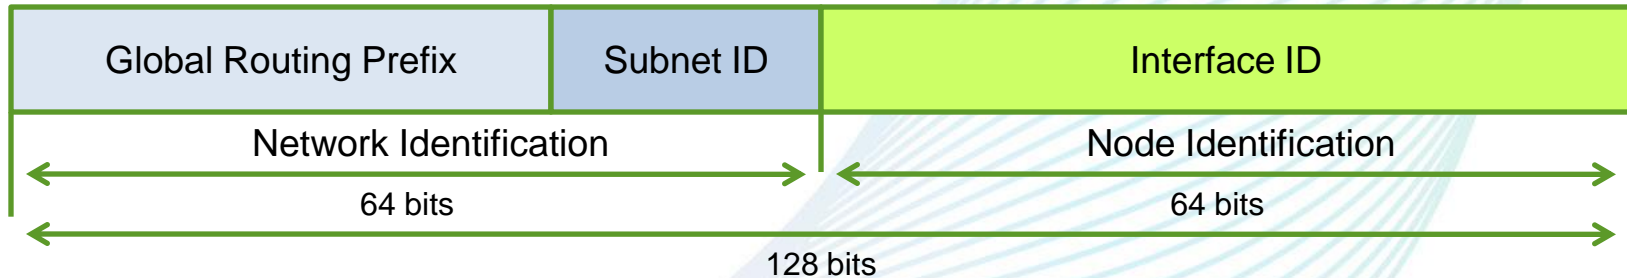 Global Routing Prefix Subnet ID Interface ID
Network Identification Node Identification
64 bits 64 bits
128 bits